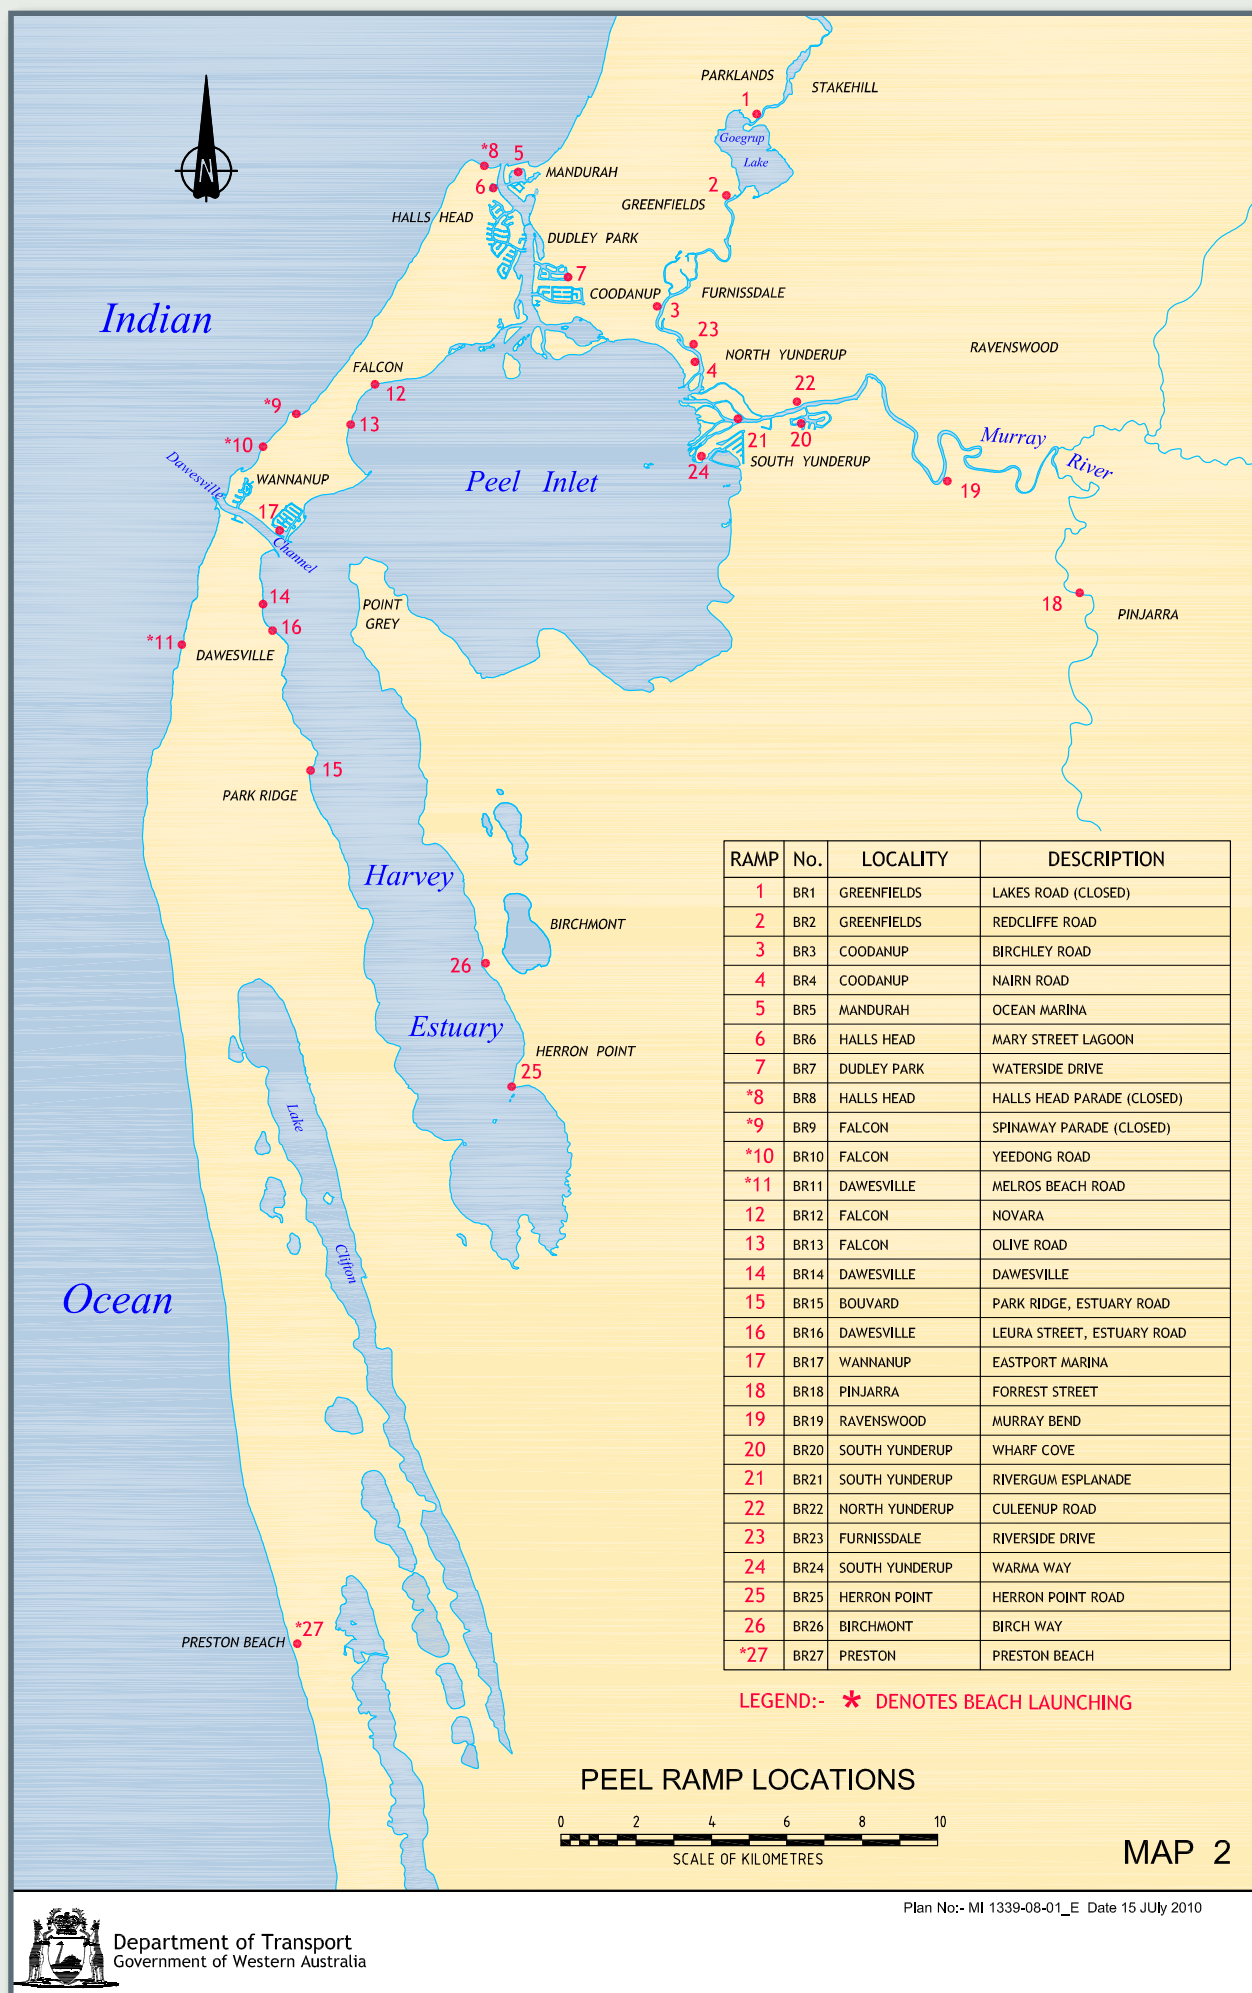 PARKLANDS
STAKEHILL
1
Goegrup
Lake
*8
5
MANDURAH
6
2
GREENFIELDS
HALLS HEAD
DUDLEY PARK
N
7
COODANUP
FURNISSDALE
3
Indian
23
NORTH YUNDERUP
RAVENSWOOD
4
FALCON
12
*9
22
13
*10
21
20
Murray
River
Dawesville
WANNANUP
Peel Inlet
24
SOUTH YUNDERUP
19
17
Channel
14
POINT
GREY
18
PINJARRA
16
*11
DAWESVILLE
15
PARK RIDGE
Harvey
BIRCHMONT
26
Estuary
HERRON POINT
25
Lake
Clifton
Ocean
*27
PRESTON BEACH
RAMP No. LOCALITY DESCRIPTION
1 BR1 GREENFIELDS LAKES ROAD (CLOSED)
2 BR2 GREENFIELDS REDCLIFFE ROAD
3 BR3 COODANUP BIRCHLEY ROAD
4 BR4 COODANUP NAIRN ROAD
5 BR5 MANDURAH OCEAN MARINA
6 BR6 HALLS HEAD MARY STREET LAGOON
7 BR7 DUDLEY PARK WATERSIDE DRIVE
*8 BR8 HALLS HEAD HALLS HEAD PARADE (CLOSED)
*9 BR9 FALCON SPINAWAY PARADE (CLOSED)
*10 BR10 FALCON YEEDONG ROAD
*11 BR11 DAWESVILLE MELROS BEACH ROAD
12 BR12 FALCON NOVARA
13 BR13 FALCON OLIVE ROAD
14 BR14 DAWESVILLE DAWESVILLE
15 BR15 BOUVARD PARK RIDGE, ESTUARY ROAD
16 BR16 DAWESVILLE LEURA STREET, ESTUARY ROAD
17 BR17 WANNANUP EASTPORT MARINA
18 BR18 PINJARRA FORREST STREET
19 BR19 RAVENSWOOD MURRAY BEND
20 BR20 SOUTH YUNDERUP WHARF COVE
21 BR21 SOUTH YUNDERUP RIVERGUM ESPLANADE
22 BR22 NORTH YUNDERUP CULEENUP ROAD
23 BR23 FURNISSDALE RIVERSIDE DRIVE
24 BR24 SOUTH YUNDERUP WARMA WAY
25 BR25 HERRON POINT HERRON POINT ROAD
26 BR26 BIRCHMONT BIRCH WAY
*27 BR27 PRESTON PRESTON BEACH
LEGEND:- * DENOTES BEACH LAUNCHING
PEEL RAMP LOCATIONS
0 2 4 6 8 10
SCALE OF KILOMETRES
MAP 2
Plan No:- MI 1339-08-01_E Date 15 JUly 2010
Department of Transport
Government of Western Australia